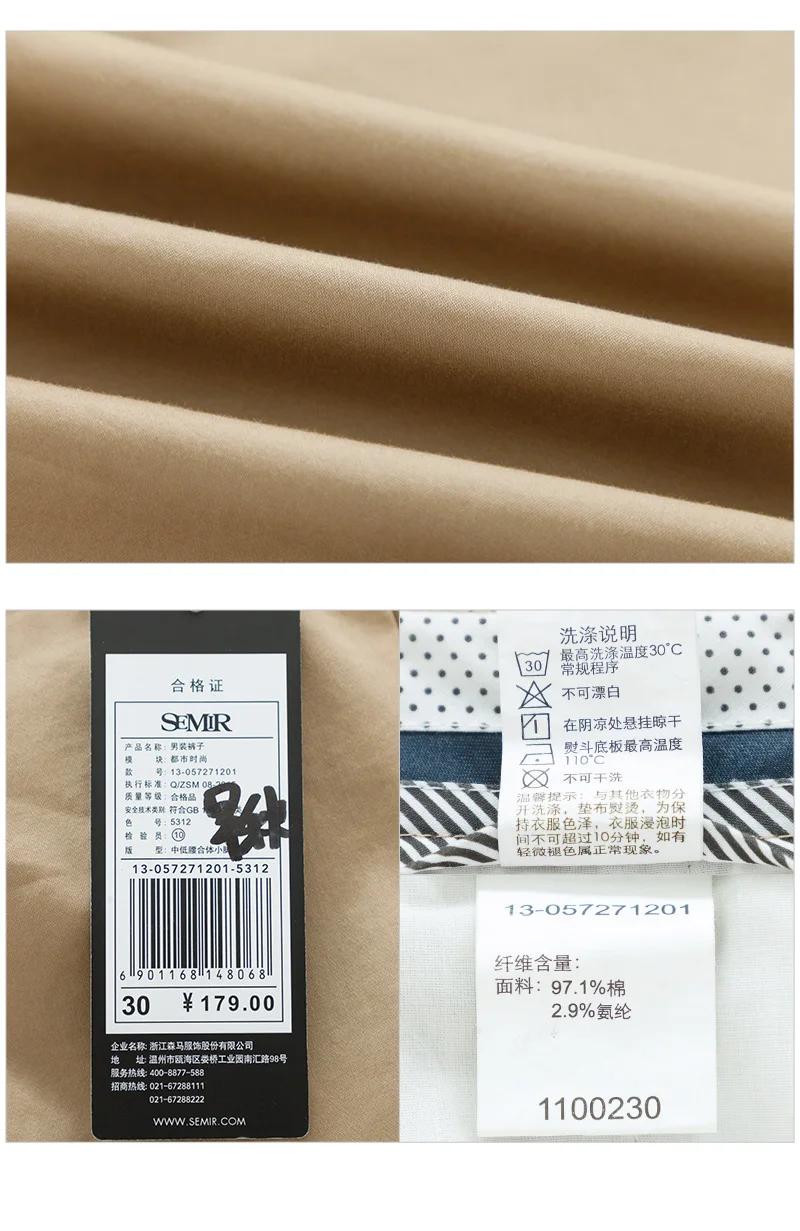 合格证
SEMIR
产品名称: 男装裤子
模 块: 都市时尚
款 号: 13-057271201
执行标准: Q/ZSM 08-2
质量等级: 合格品
安全技术类别: 符合GB
色 号: 5312
检 验 员: ⑩
版 型: 中低腰合体小
13-057271201-5312
6 901168 148068
30 ¥179.00
企业名称: 浙江森马服饰股份有限公司
地 址: 温州市瓯海区娄桥工业园南汇路98号
服务热线: 400-8877-588
招商热线: 021-67288111
021-67288222
WWW.SEMIR.COM
洗涤说明
30 最高洗涤温度30°C
常规程序
不可漂白
在阴凉处悬挂晾干
熨斗底板最高温度
110°C
不可干洗
温馨提示: 与其他衣物分
开洗涤, 垫布熨烫, 为保
持衣服色泽, 衣服浸泡时
间不可超过10分钟, 如有
轻微褪色属正常现象。
13-057271201
纤维含量:
面料: 97.1%棉
2.9%氨纶
1100230